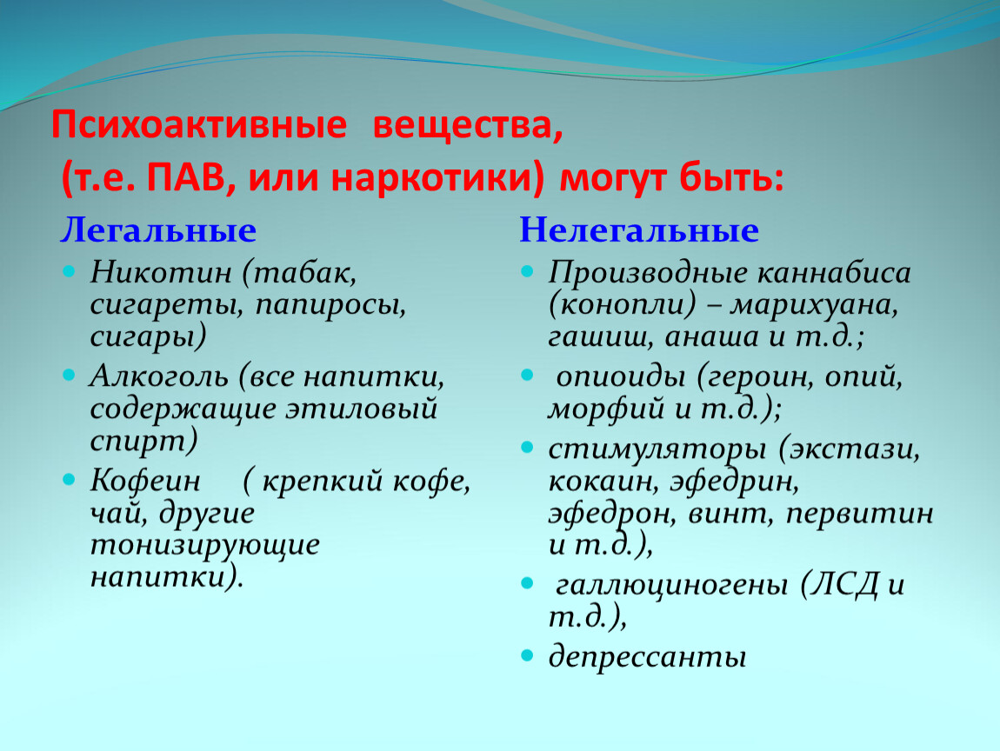 Психоактивные вещества,
(т.е. ПАВ, или наркотики) могут быть:
Легальные
Никотин (табак,
сигареты, папиросы,
сигары)
Алкоголь (все напитки,
содержащие этиловый
спирт)
Кофеин ( крепкий кофе,
чай, другие
тонизирующие
напитки).
Нелегальные
Производные каннабиса
(конопли) – марихуана,
гашиш, анаша и т.д.;
опиоиды (героин, опий,
морфий и т.д.);
стимуляторы (экстази,
кокаин, эфедрин,
эфедрон, винт, первитин
и т.д.),
галлюциногены (ЛСД и
т.д.),
депрессанты